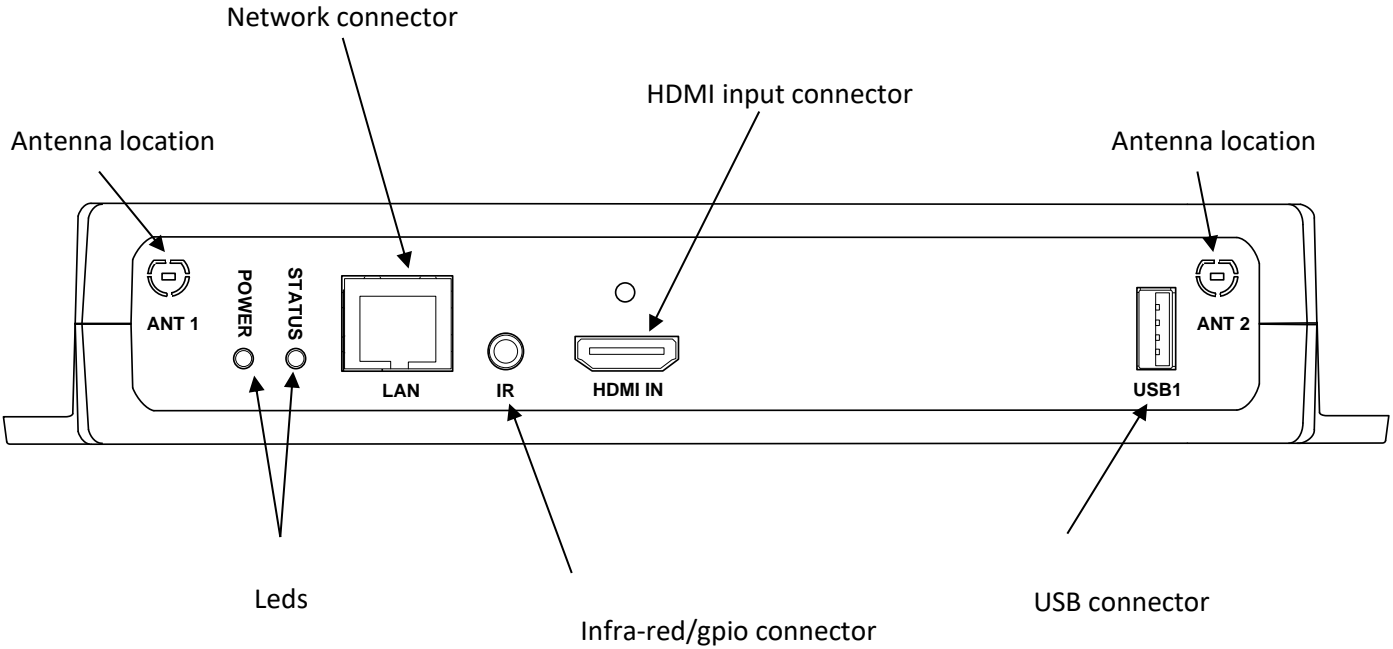 Network connector
HDMI input connector
Antenna location
Antenna location
POWER
STATUS
ANT 1
ANT 2
LAN
IR
HDMI IN
USB1
Leds
USB connector
Infra-red/gpio connector